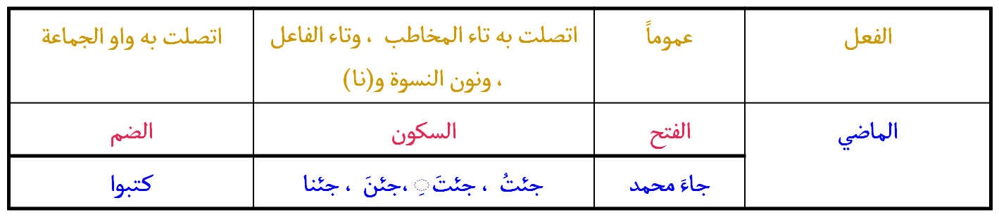 الفعل
عموماً
اتصلت به تاء المخاطب ، وتاء الفاعل
، ونون النسوة و(نا)
اتصلت به واو الجماعة
الماضي
الفتح
السكون
الضم
جاءَ محمد
جئتُ ، جئتَ ◌ِ ،جئنَ ، جئنا
كتبوا